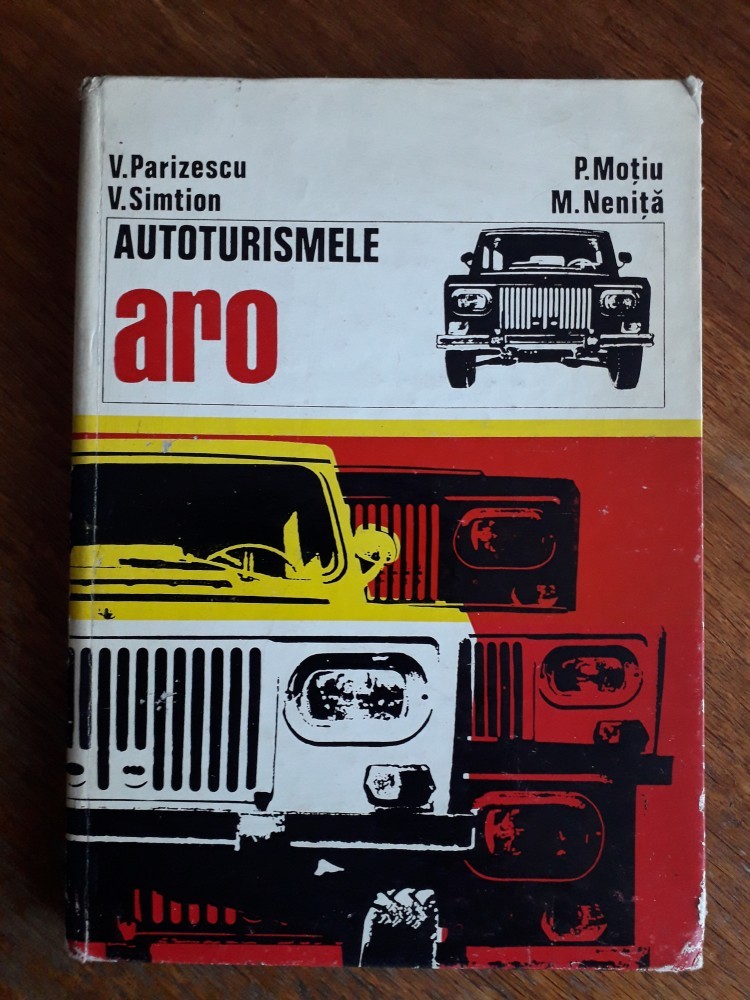 V.Parizescu P.Moțiu
V.Simtion M.Neniță
AUTOTURISMELE
aro